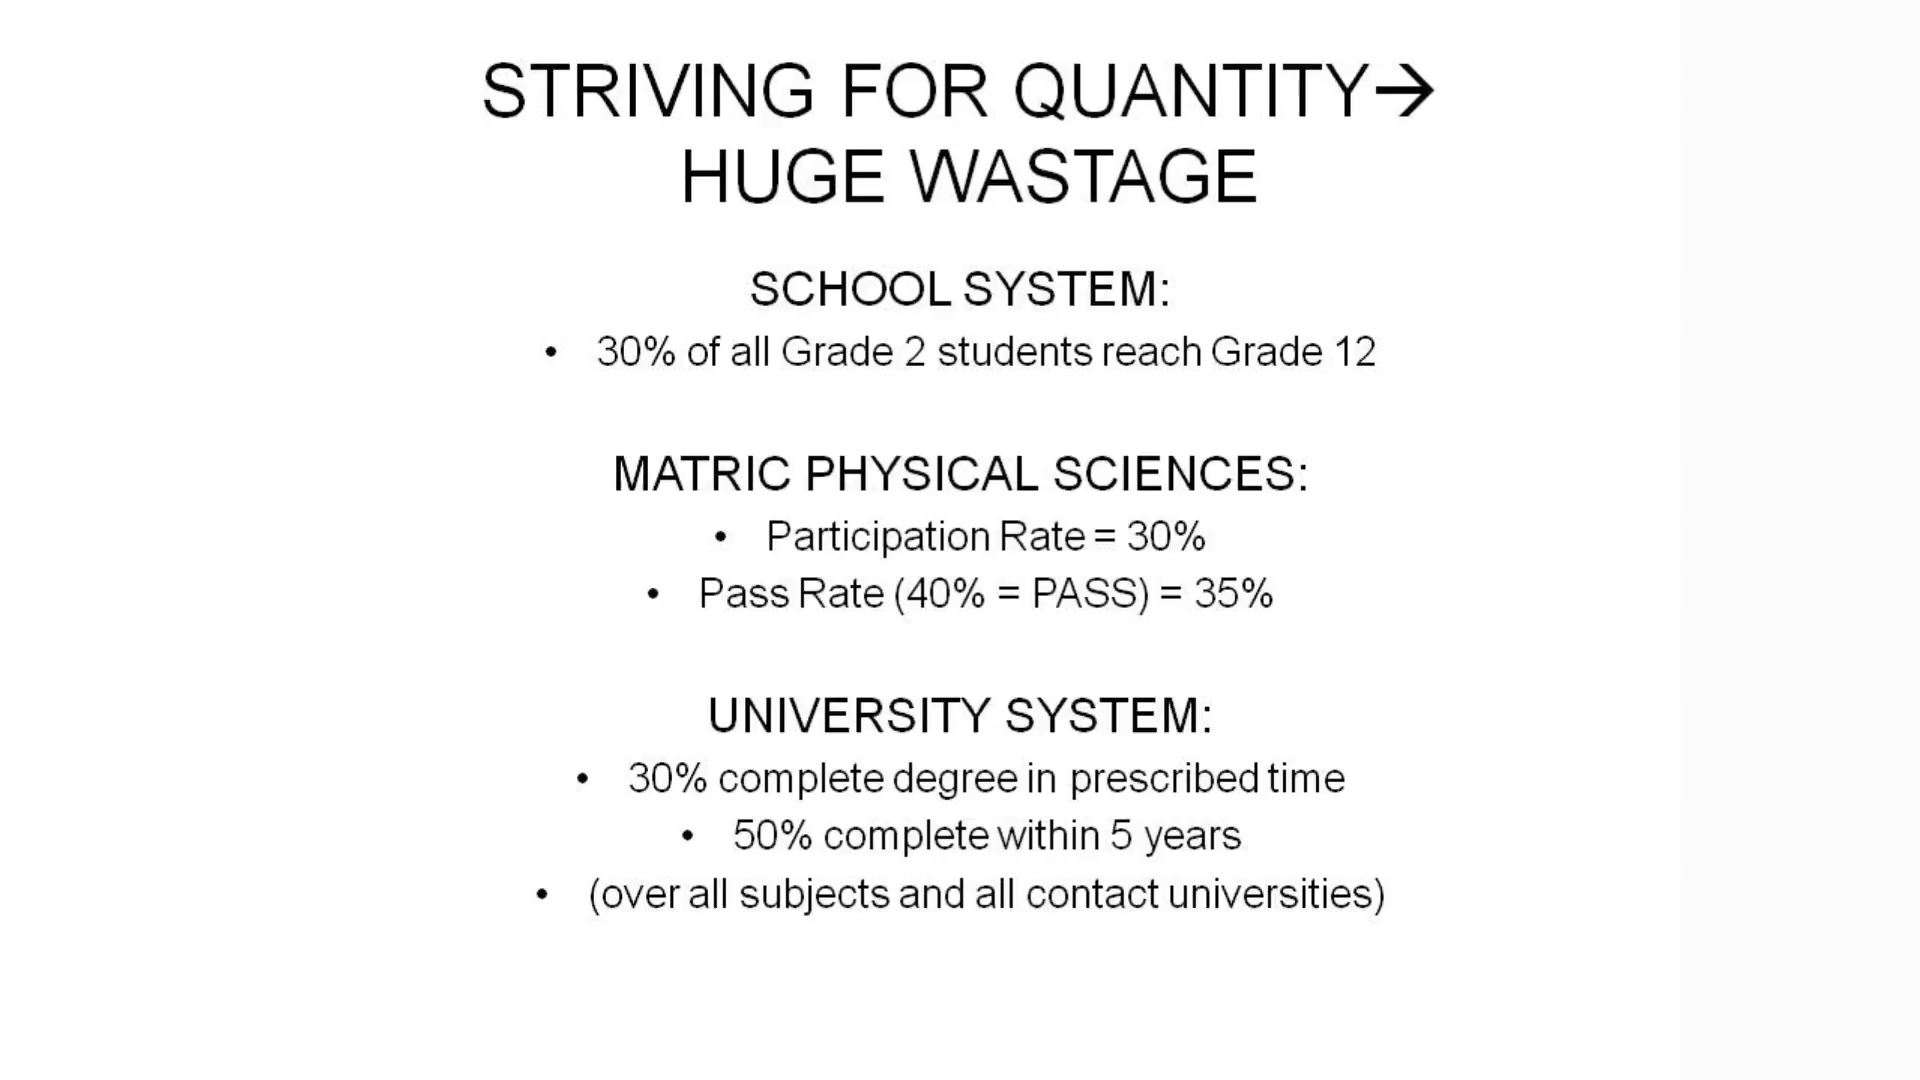 STRIVING FOR QUANTITY→
HUGE WASTAGE
SCHOOL SYSTEM:
• 30% of all Grade 2 students reach Grade 12
MATRIC PHYSICAL SCIENCES:
• Participation Rate = 30%
• Pass Rate (40% = PASS) = 35%
UNIVERSITY SYSTEM:
• 30% complete degree in prescribed time
• 50% complete within 5 years
• (over all subjects and all contact universities)